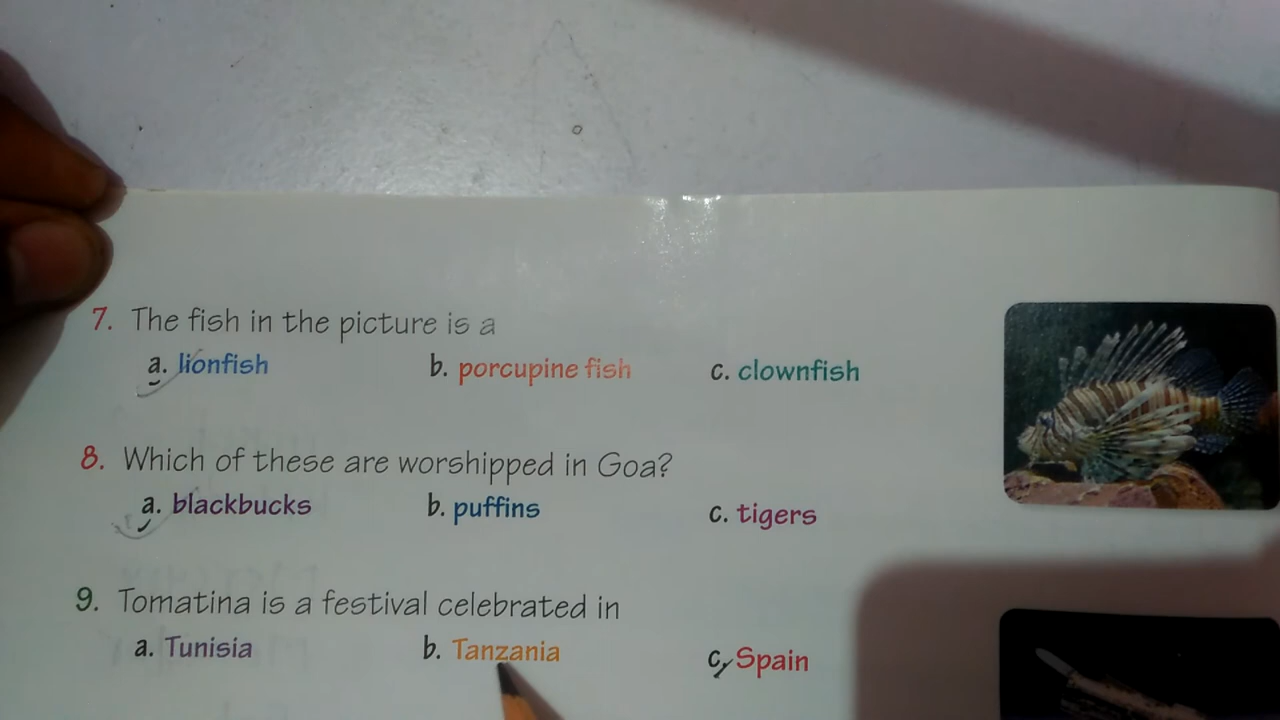 7. The fish in the picture is a
a. lionfish b. porcupine fish c. clownfish
8. Which of these are worshipped in Goa?
a. blackbucks b. puffins c. tigers
9. Tomatina is a festival celebrated in
a. Tunisia b. Tanzania c. Spain